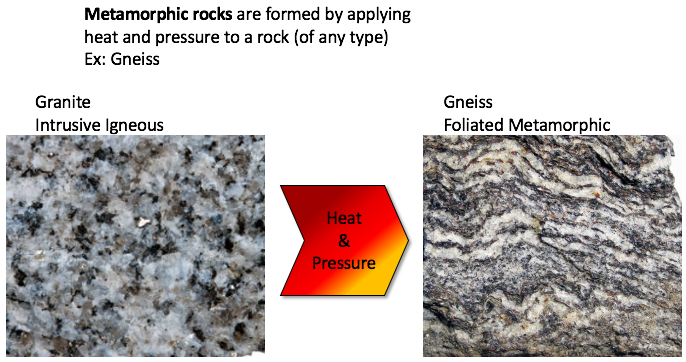 Metamorphic rocks are formed by applying
heat and pressure to a rock (of any type)
Ex: Gneiss
Granite
Intrusive Igneous
Gneiss
Foliated Metamorphic
Heat
&
Pressure